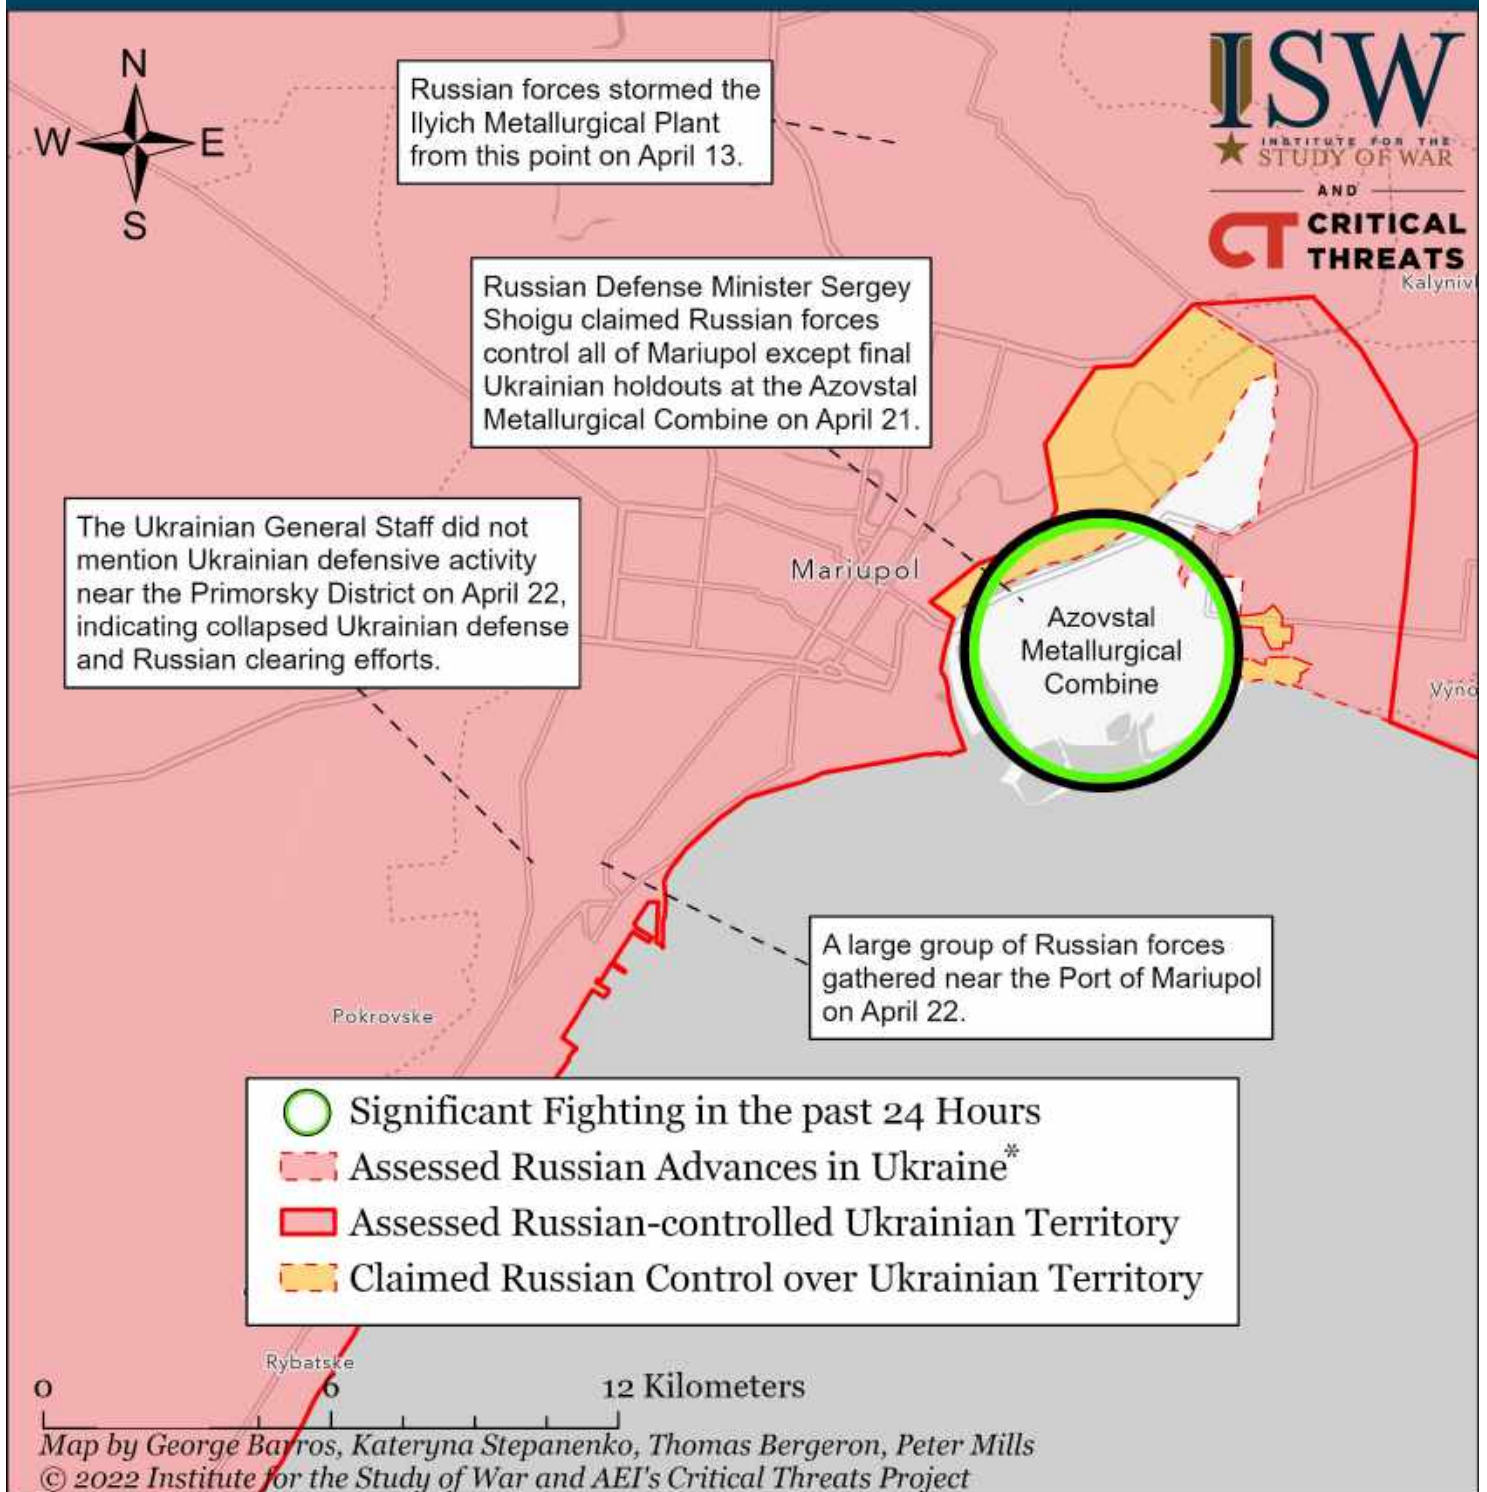 N
W E
S
Russian forces stormed the
Ilyich Metallurgical Plant
from this point on April 13.
ISW
INSTITUTE FOR THE
STUDY OF WAR
AND
CT CRITICAL
THREATS
Kalyniv
Russian Defense Minister Sergey
Shoigu claimed Russian forces
control all of Mariupol except final
Ukrainian holdouts at the Azovstal
Metallurgical Combine on April 21.
The Ukrainian General Staff did not
mention Ukrainian defensive activity
near the Primorsky District on April 22,
indicating collapsed Ukrainian defense
and Russian clearing efforts.
Mariupol
Azovstal
Metallurgical
Combine
Vyno
A large group of Russian forces
gathered near the Port of Mariupol
on April 22.
Pokrovske
Significant Fighting in the past 24 Hours
Assessed Russian Advances in Ukraine*
Assessed Russian-controlled Ukrainian Territory
Claimed Russian Control over Ukrainian Territory
Rybatske
0 6 12 Kilometers
Map by George Barros, Kateryna Stepanenko, Thomas Bergeron, Peter Mills
© 2022 Institute for the Study of War and AEI's Critical Threats Project